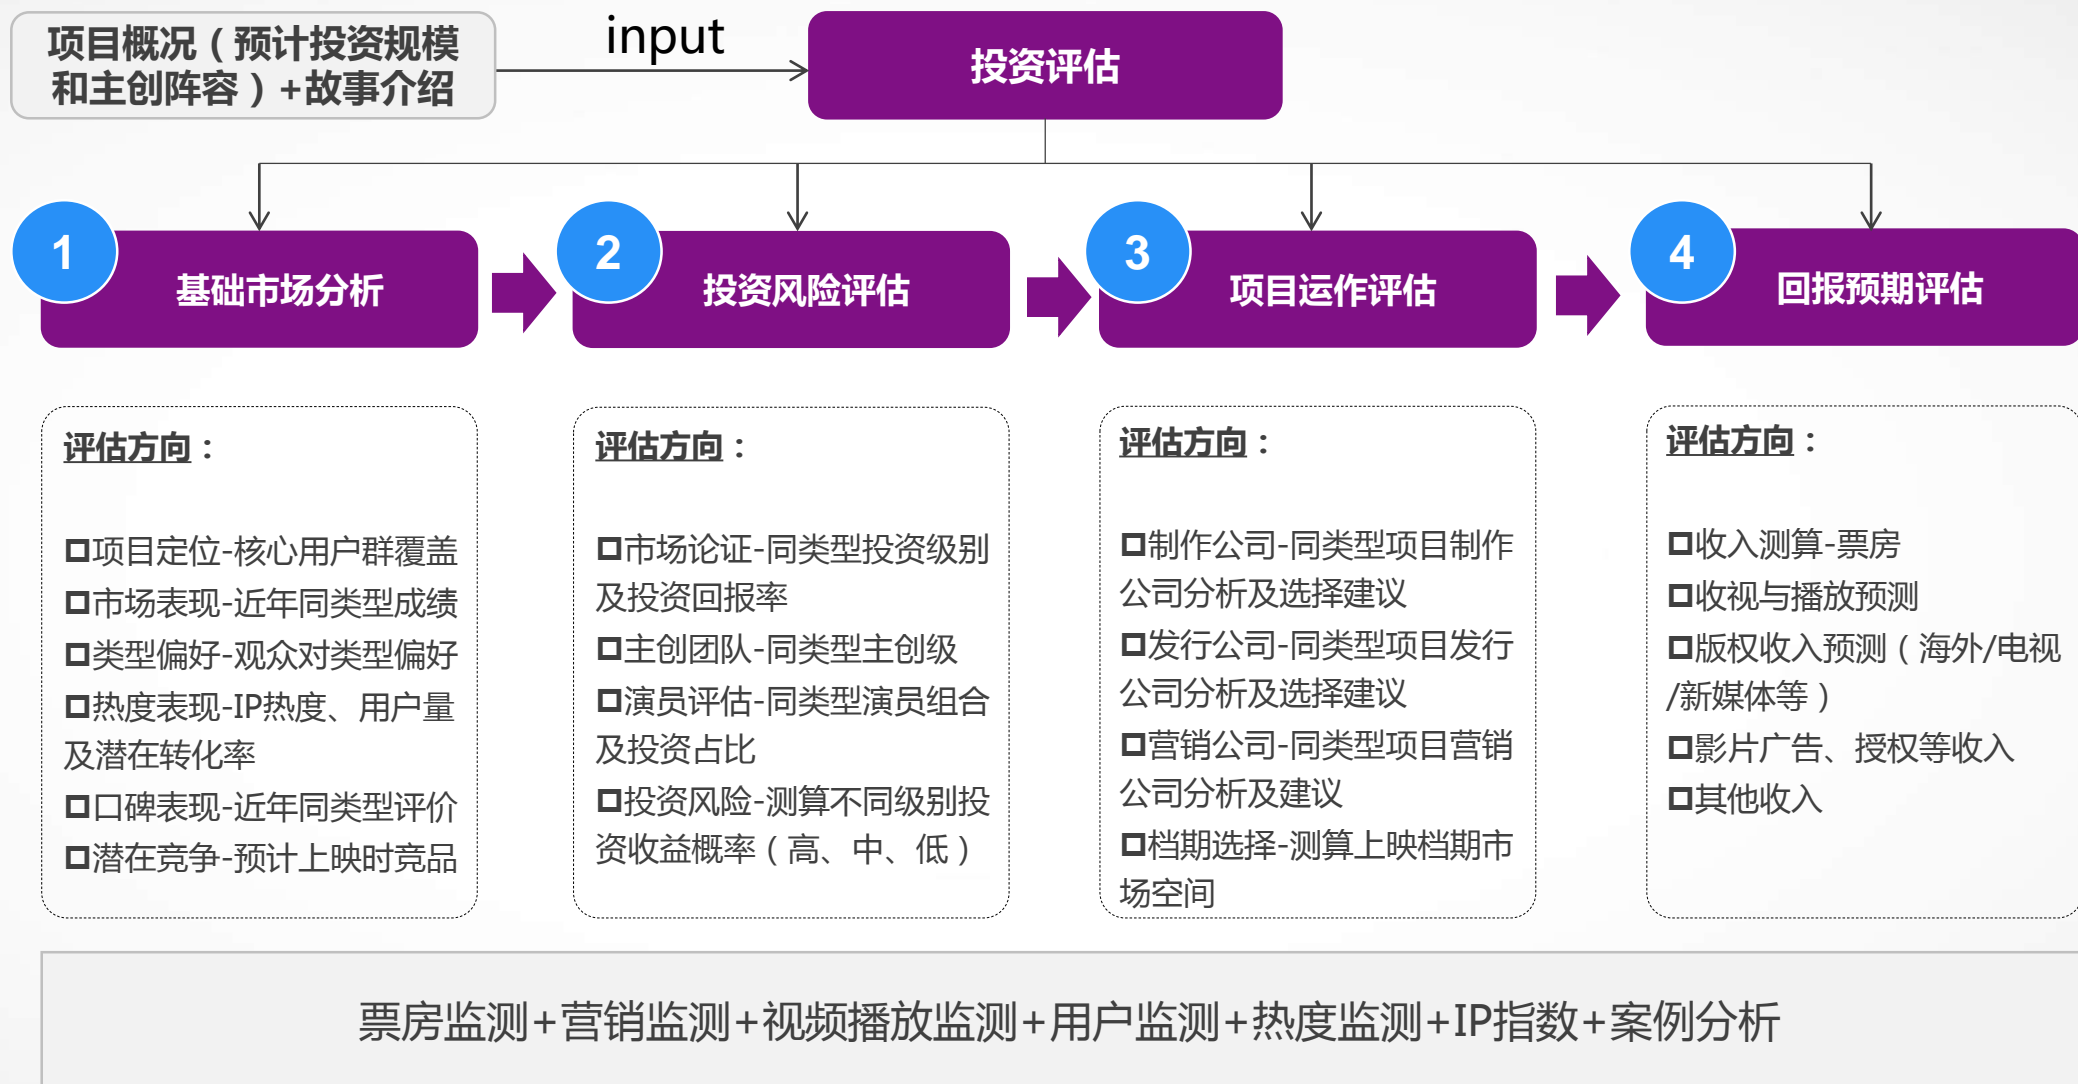 项目概况（预计投资规模
和主创阵容）+故事介绍
input
投资评估
1
基础市场分析
2
投资风险评估
3
项目运作评估
4
回报预期评估
评估方向：
项目定位-核心用户群覆盖
市场表现-近年同类型成绩
类型偏好-观众对类型偏好
热度表现-IP热度、用户量
及潜在转化率
口碑表现-近年同类型评价
潜在竞争-预计上映时竞品
评估方向：
市场论证-同类型投资级别
及投资回报率
主创团队-同类型主创级
演员评估-同类型演员组合
及投资占比
投资风险-测算不同级别投
资收益概率（高、中、低）
评估方向：
制作公司-同类型项目制作
公司分析及选择建议
发行公司-同类型项目发行
公司分析及选择建议
营销公司-同类型项目营销
公司分析及建议
档期选择-测算上映档期市
场空间
评估方向：
收入测算-票房
收视与播放预测
版权收入预测（海外/电视
/新媒体等）
影片广告、授权等收入
其他收入
票房监测+营销监测+视频播放监测+用户监测+热度监测+IP指数+案例分析